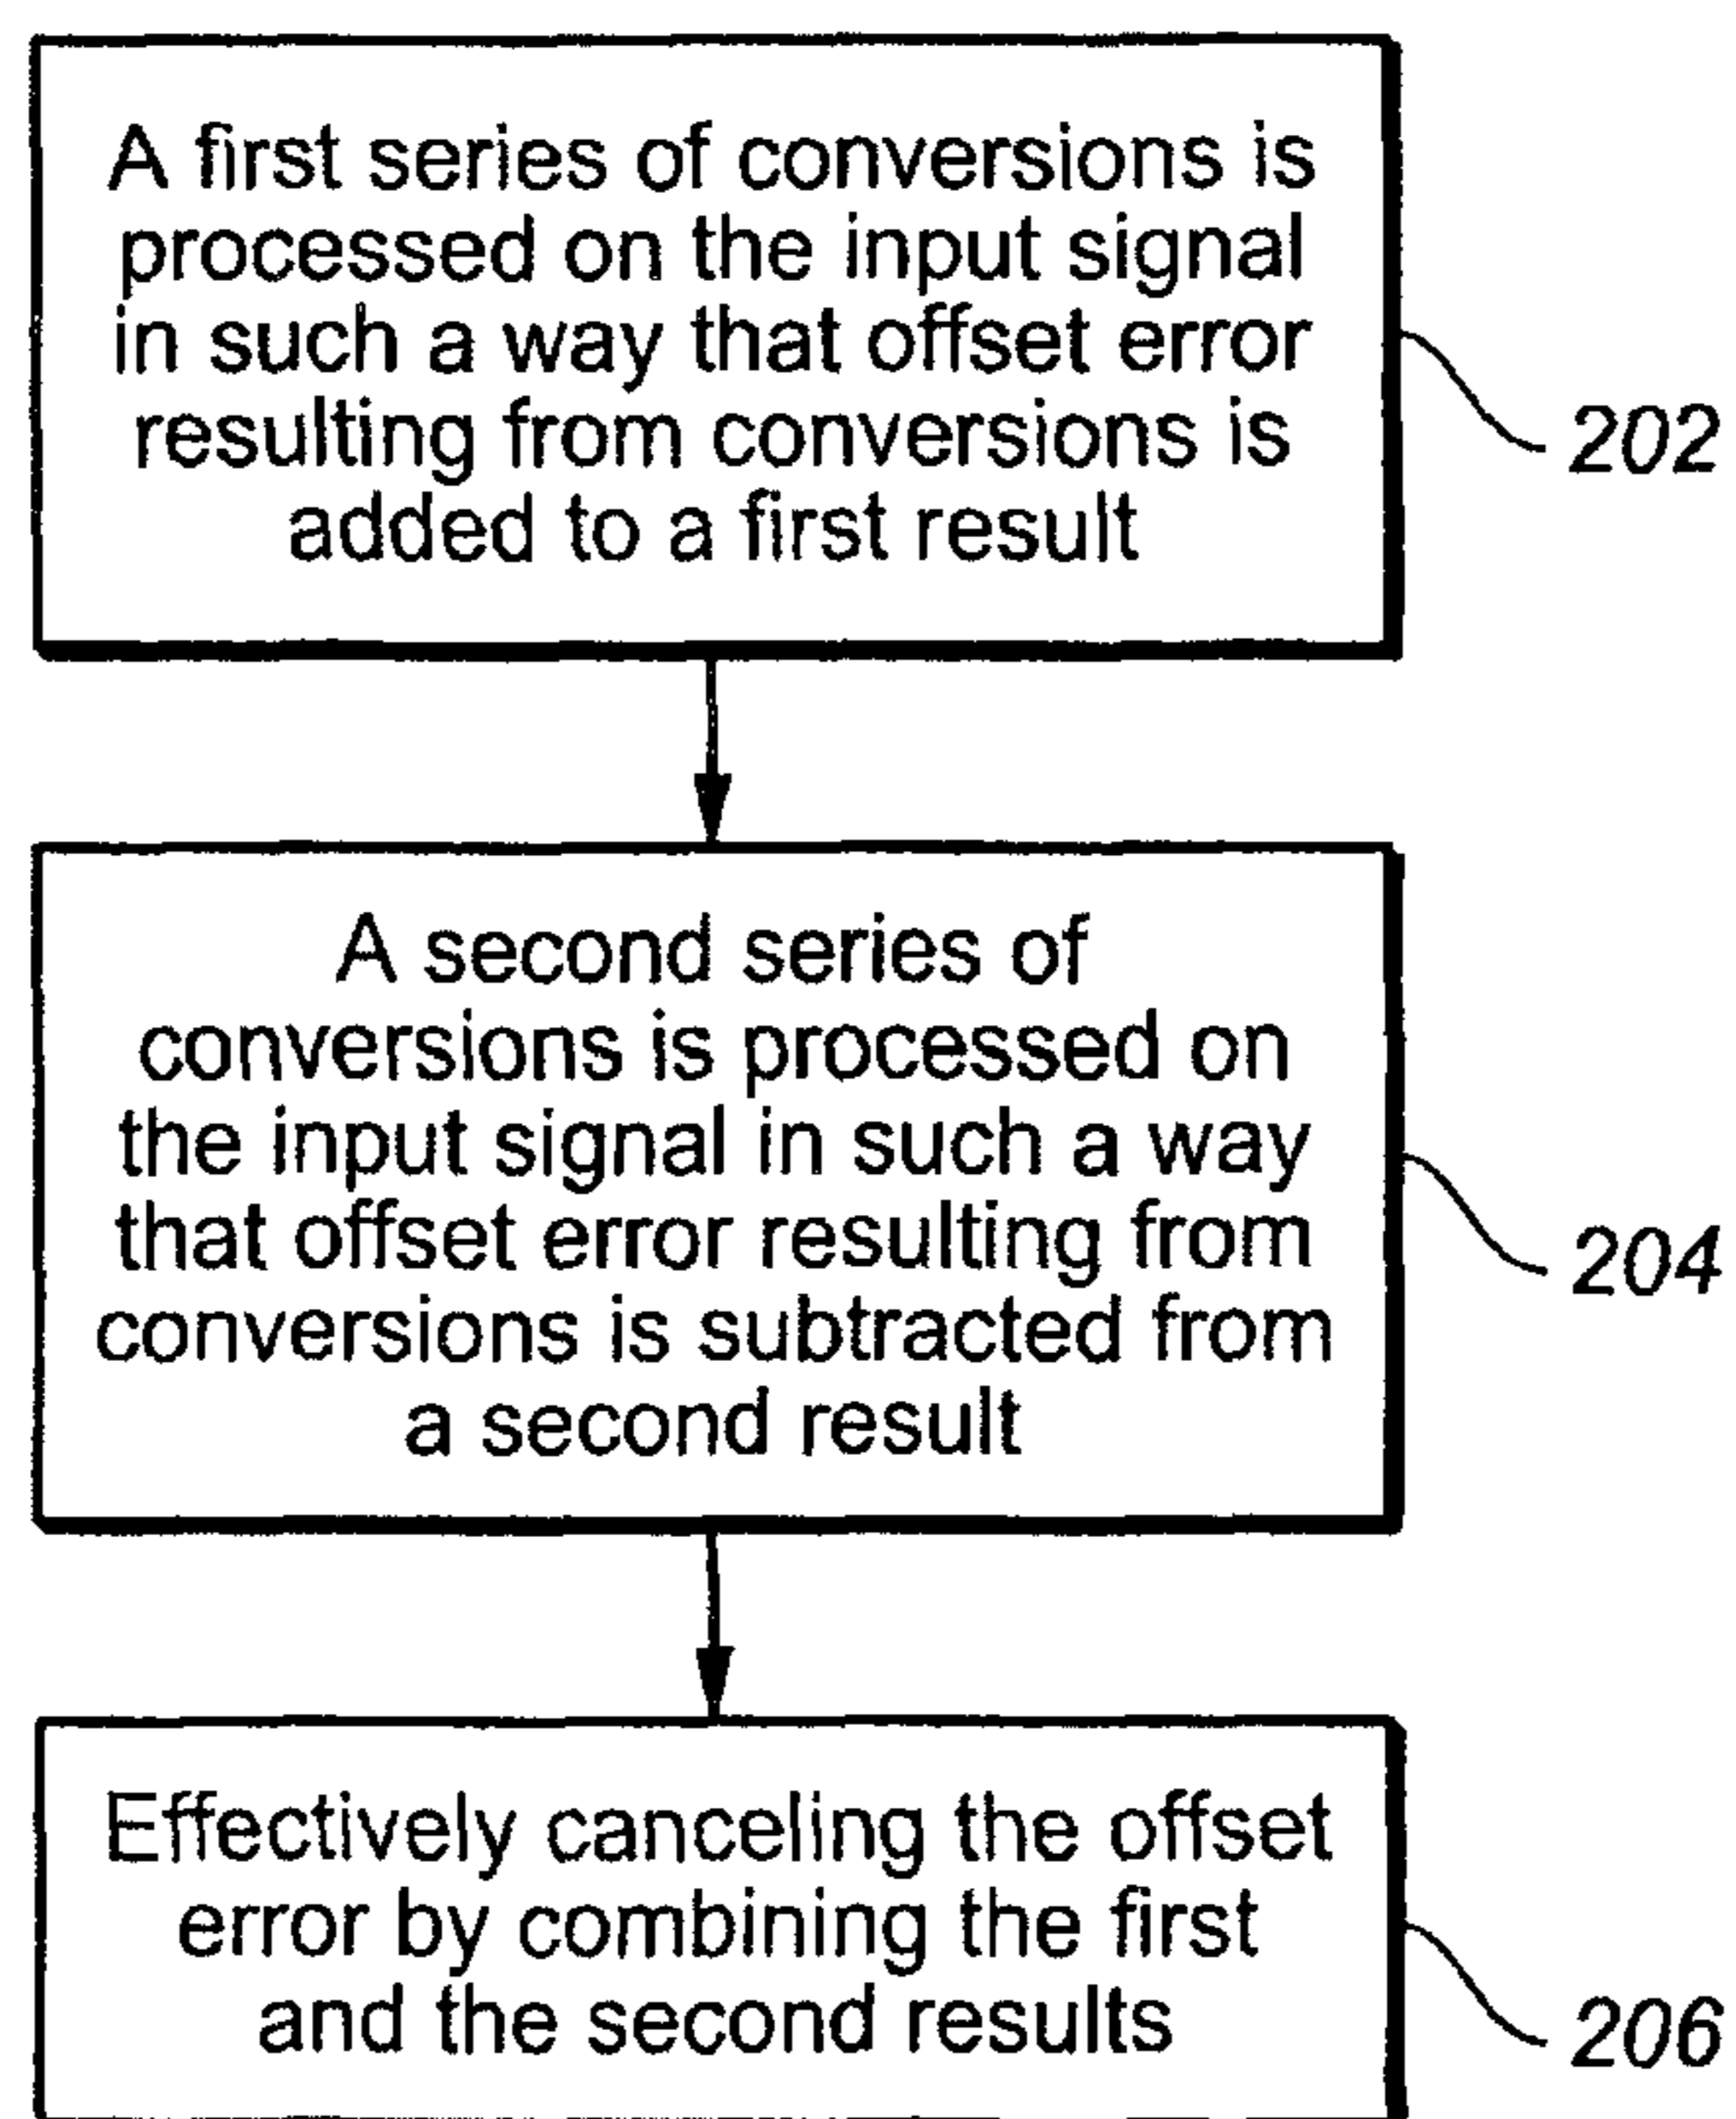 A first series of conversions is
processed on the input signal
in such a way that offset error
resulting from conversions is
added to a first result
202
A second series of
conversions is processed on
the input signal in such a way
that offset error resulting from
conversions is subtracted from
a second result
204
Effectively canceling the offset
error by combining the first
and the second results
206